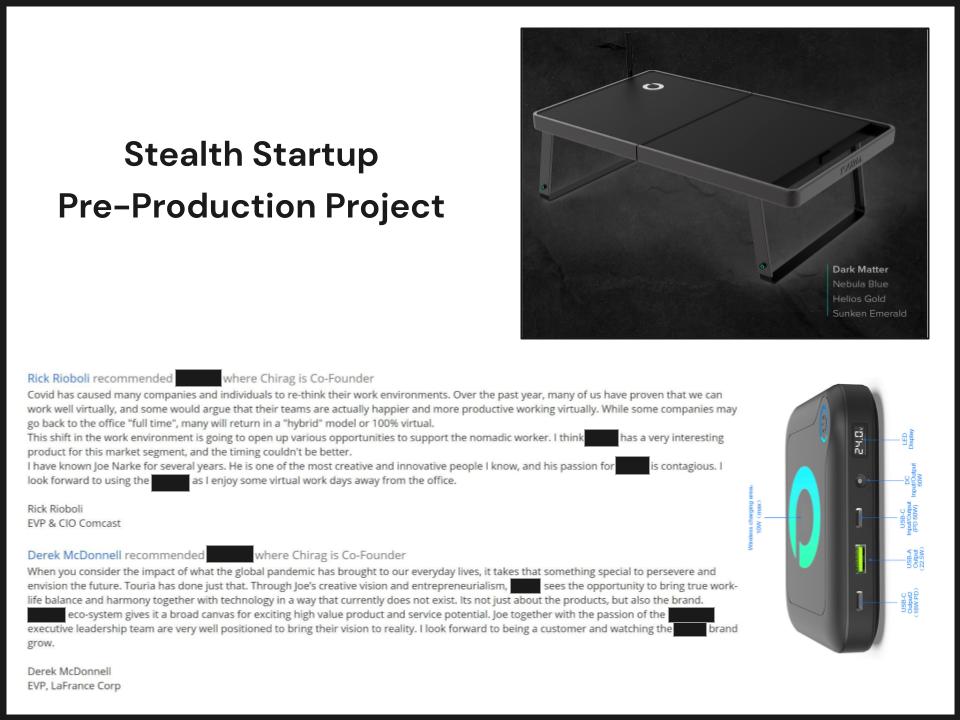 Stealth Startup
Pre-Production Project
Dark Matter
Nebula Blue
Helios Gold
Sunken Emerald
Rick Rioboli recommended where Chirag is Co-Founder
Covid has caused many companies and individuals to re-think their work environments. Over the past year, many of us have proven that we can
work well virtually, and some would argue that their teams are actually happier and more productive working virtually. While some companies may
go back to the office "full time", many will return in a "hybrid" model or 100% virtual.
This shift in the work environment is going to open up various opportunities to support the nomadic worker. I think has a very interesting
product for this market segment, and the timing couldn't be better.
I have known Joe Narke for several years. He is one of the most creative and innovative people I know, and his passion for is contagious. I
look forward to using the as I enjoy some virtual work days away from the office.
Rick Rioboli
EVP & CIO Comcast
Derek McDonnell recommended where Chirag is Co-Founder
When you consider the impact of what the global pandemic has brought to our everyday lives, it takes that something special to persevere and
envision the future. Touria has done just that. Through Joe's creative vision and entrepreneurialism, sees the opportunity to bring true work-
life balance and harmony together with technology in a way that currently does not exist. Its not just about the products, but also the brand.
eco-system gives it a broad canvas for exciting high value product and service potential. Joe together with the passion of the
executive leadership team are very well positioned to bring their vision to reality. I look forward to being a customer and watching the brand
grow.
Derek McDonnell
EVP, LaFrance Corp
Wireless charging area:
10W (max)
24.0
LED
Display
DC
Input/Output
60W
USB-C
Input/Output
(PD 60W)
USB-A
Output
(22.5W)
USB-C
Output2
(18W PD)